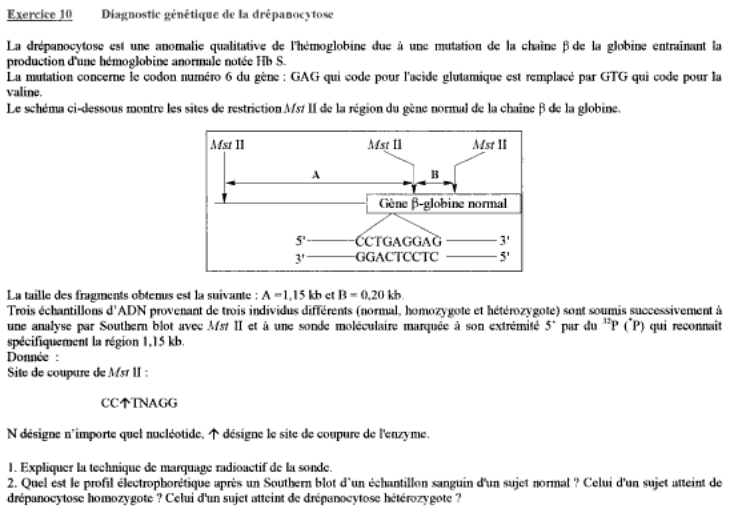 Exercice 10 Diagnostic génétique de la drépanocytose
La drépanocytose est une anomalie qualitative de l'hémoglobine due à une mutation de la chaîne β de la globine entraînant la
production d'une hémoglobine anormale notée Hb S.
La mutation concerne le codon numéro 6 du gène : GAG qui code pour l'acide glutamique est remplacé par GTG qui code pour la
valine.
Le schéma ci-dessous montre les sites de restriction Mst II de la région du gène normal de la chaîne β de la globine.
Mst II Mst II Mst II
A B
Gène β-globine normal
5' CCTGAGGAG 3'
3' GGACTCCTC 5'
La taille des fragments obtenus est la suivante : A =1,15 kb et B = 0,20 kb.
Trois échantillons d'ADN provenant de trois individus différents (normal, homozygote et hétérozygote) sont soumis successivement à
une analyse par Southern blot avec Mst II et à une sonde moléculaire marquée à son extrémité 5' par du ³²P (*P) qui reconnaît
spécifiquement la région 1,15 kb.
Donnée :
Site de coupure de Mst II :
CC↑TNAGG
N désigne n'importe quel nucléotide, ↑ désigne le site de coupure de l'enzyme.
1. Expliquer la technique de marquage radioactif de la sonde.
2. Quel est le profil électrophorétique après un Southern blot d'un échantillon sanguin d'un sujet normal ? Celui d'un sujet atteint de
drépanocytose homozygote ? Celui d'un sujet atteint de drépanocytose hétérozygote ?